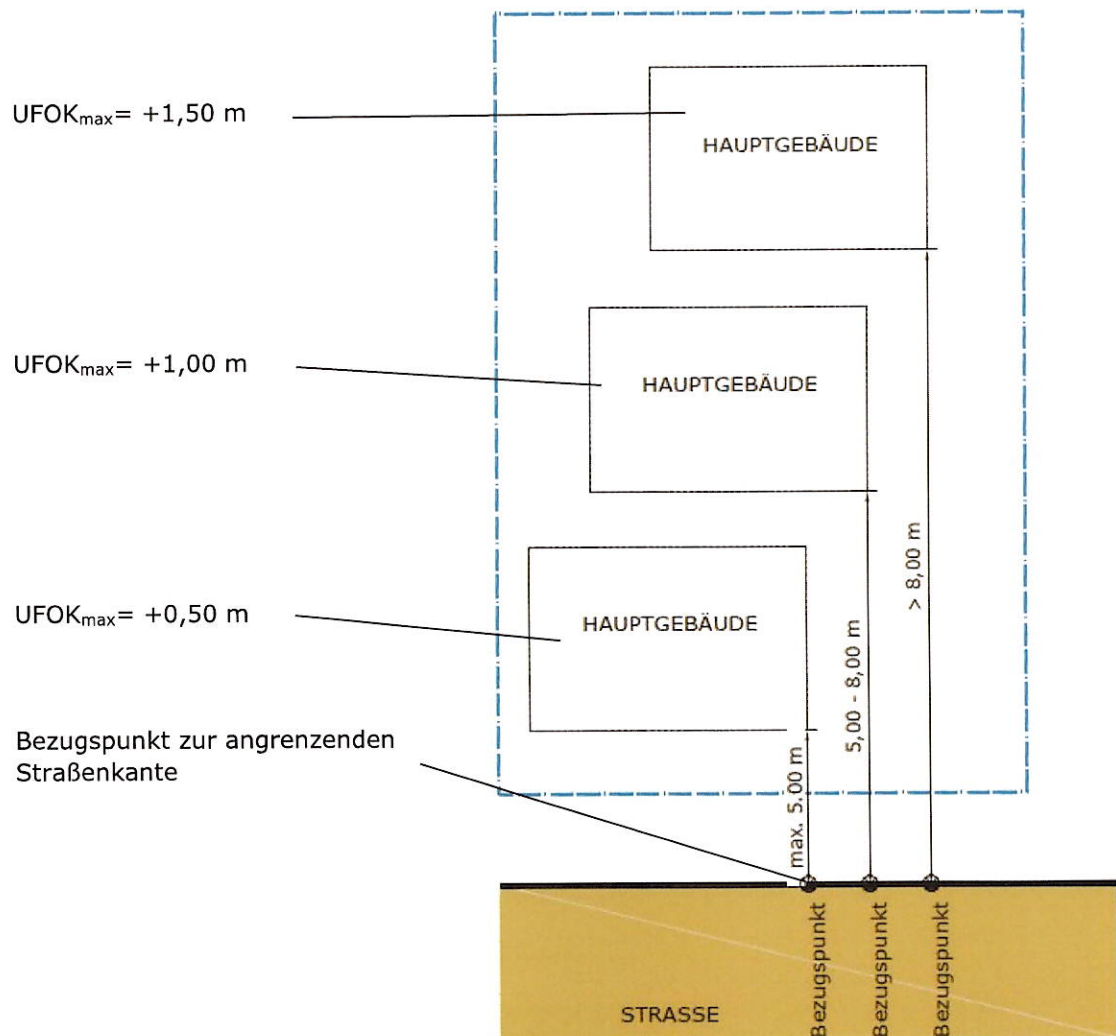 UFOKmax= +1,50 m
HAUPTGEBÄUDE
UFOKmax= +1,00 m
HAUPTGEBÄUDE
> 8,00 m
UFOKmax= +0,50 m
HAUPTGEBÄUDE
5,00 - 8,00 m
Bezugspunkt zur angrenzenden
Straßenkante
max. 5,00 m
Bezugspunkt
Bezugspunkt
Bezugspunkt
STRASSE